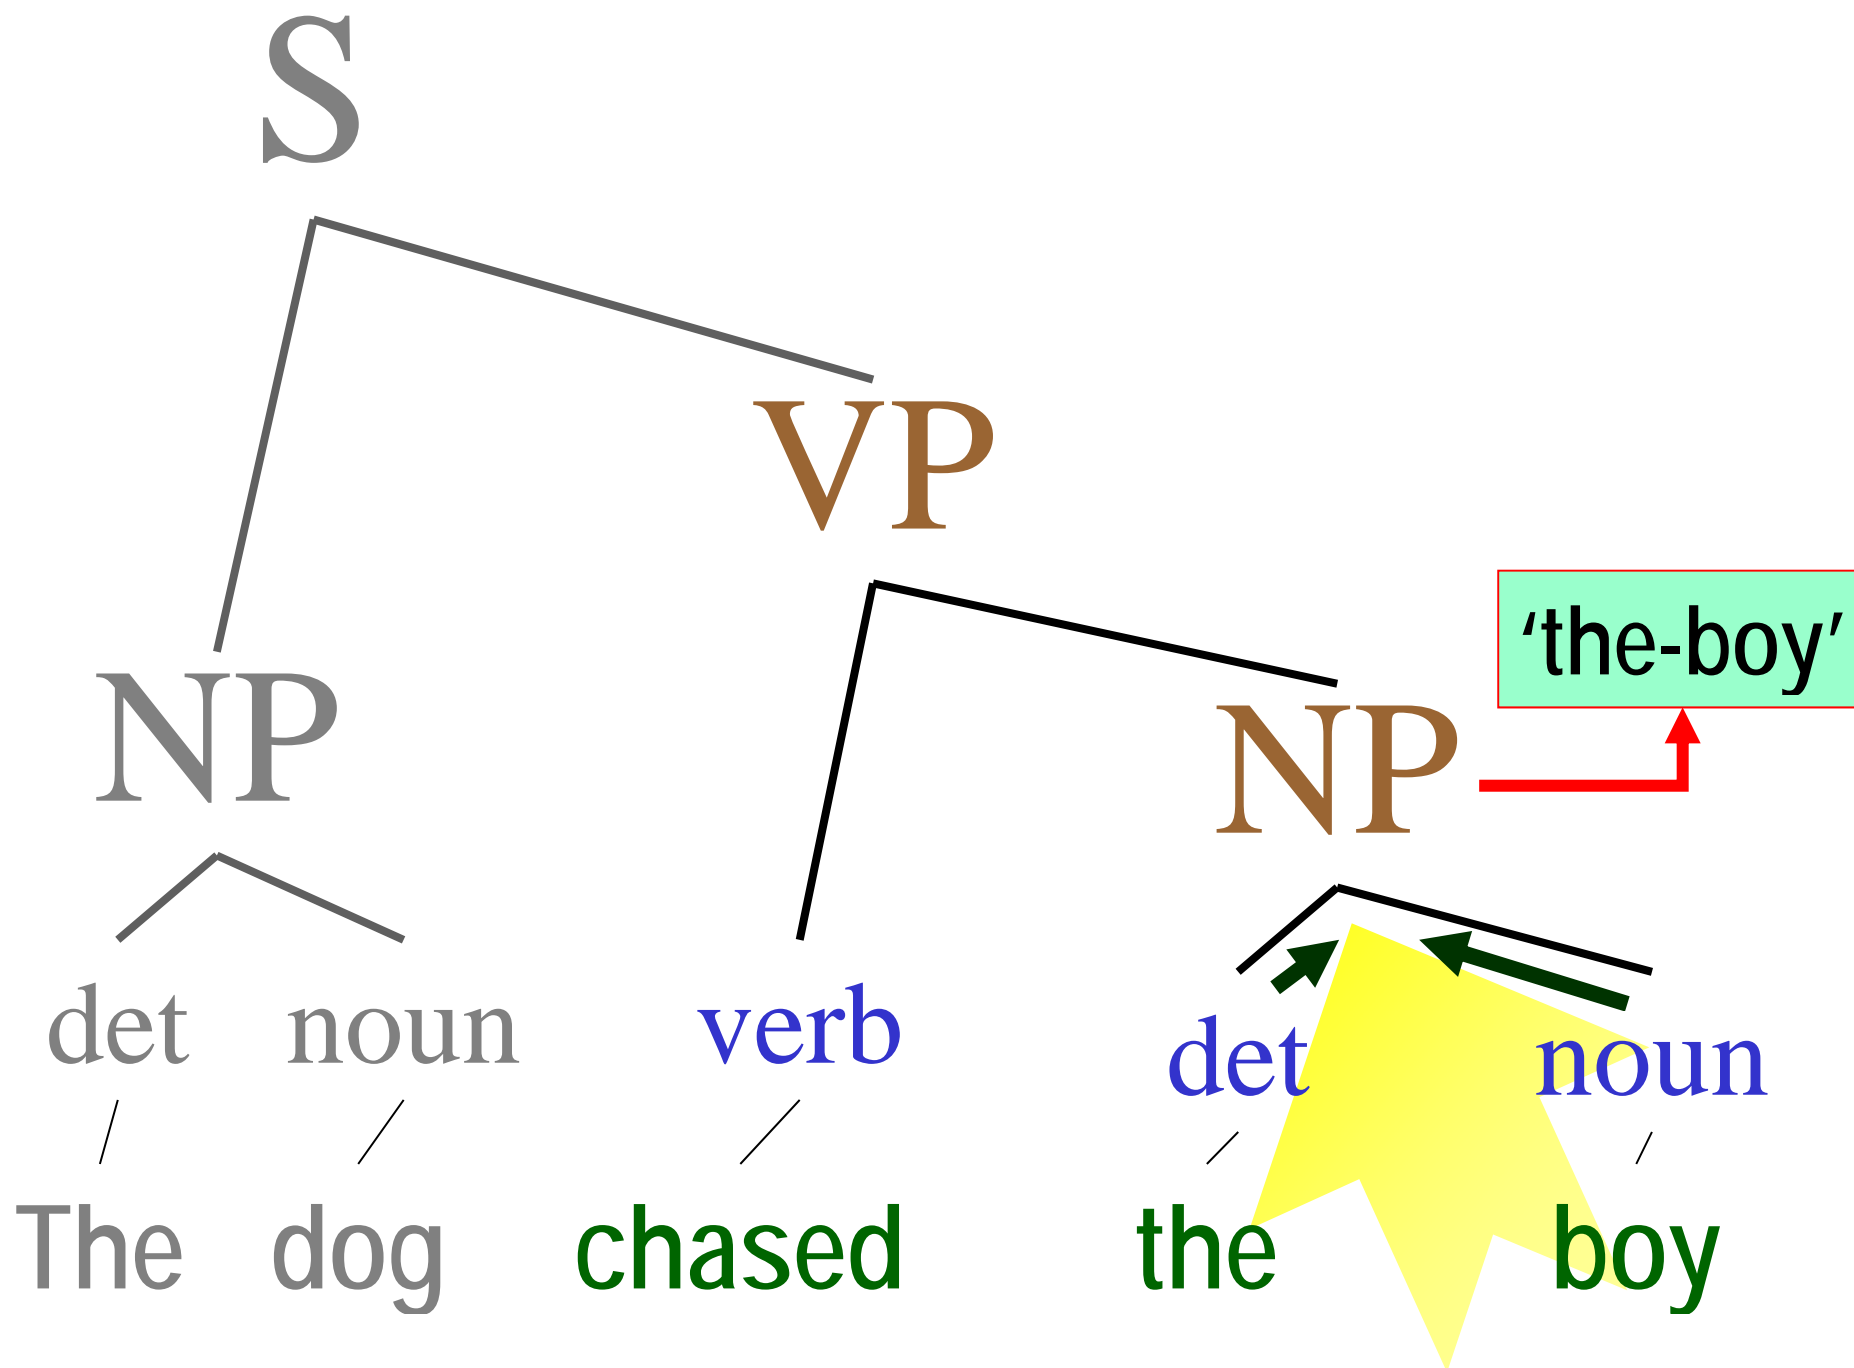 S
VP
‘the-boy’
NP
NP
det noun verb det noun
The dog chased the boy